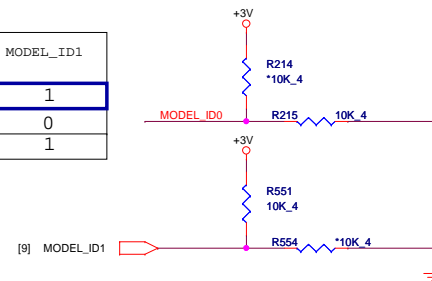 +3V
MODEL_ID1
R214
*10K_4
1
MODEL_ID0
R215
10K_4
0
1
+3V
R551
10K_4
R554
*10K_4
[9] MODEL_ID1